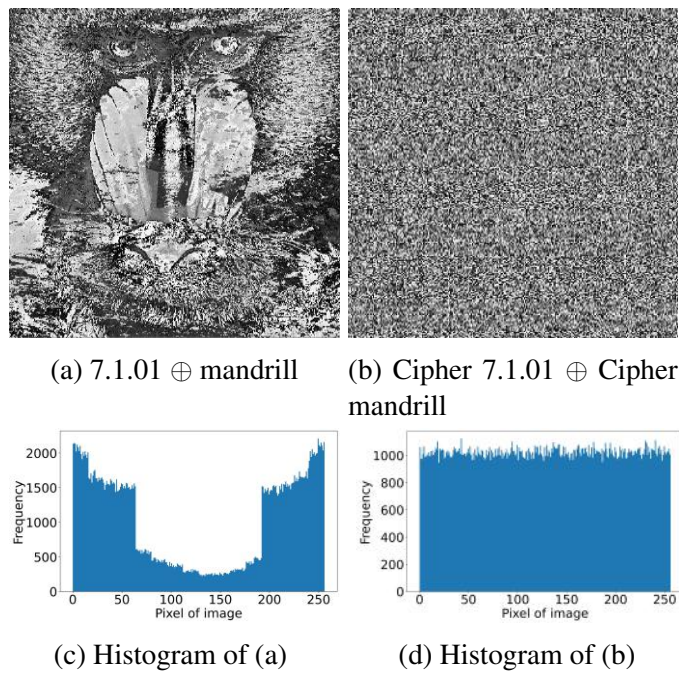 (a) 7.1.01 ⊕ mandrill
(b) Cipher 7.1.01 ⊕ Cipher
mandrill
2000
1500
1000
500
0
Frequency
0 50 100 150 200 250
Pixel of image
1000
800
600
400
200
0
Frequency
0 50 100 150 200 250
Pixel of image
(c) Histogram of (a)
(d) Histogram of (b)